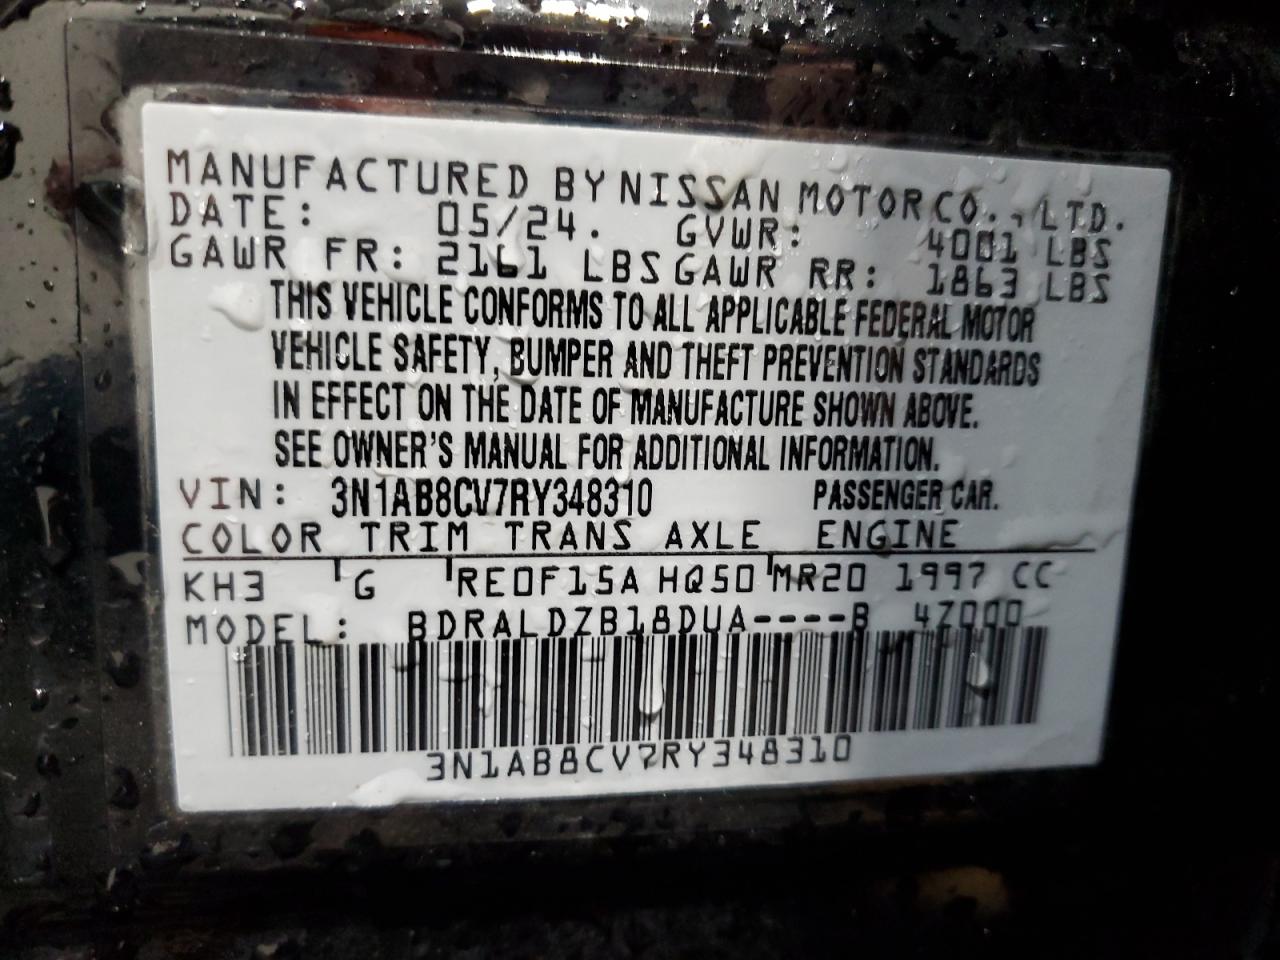 MANUFACTURED BY NISSAN MOTOR CO., LTD.
DATE: 05/24. GVWR: 4001 LBS
GAWR FR: 2161 LBS GAWR RR: 1863 LBS
THIS VEHICLE CONFORMS TO ALL APPLICABLE FEDERAL MOTOR
VEHICLE SAFETY, BUMPER AND THEFT PREVENTION STANDARDS
IN EFFECT ON THE DATE OF MANUFACTURE SHOWN ABOVE.
SEE OWNER'S MANUAL FOR ADDITIONAL INFORMATION.
VIN: 3N1AB8CV7RY348310 PASSENGER CAR.
COLOR TRIM TRANS AXLE ENGINE
KH3 G RE0F15A HQ50 MR20 1997 CC
MODEL: BDRALDZB18DUA----B 4Z000
3N1AB8CV7RY348310